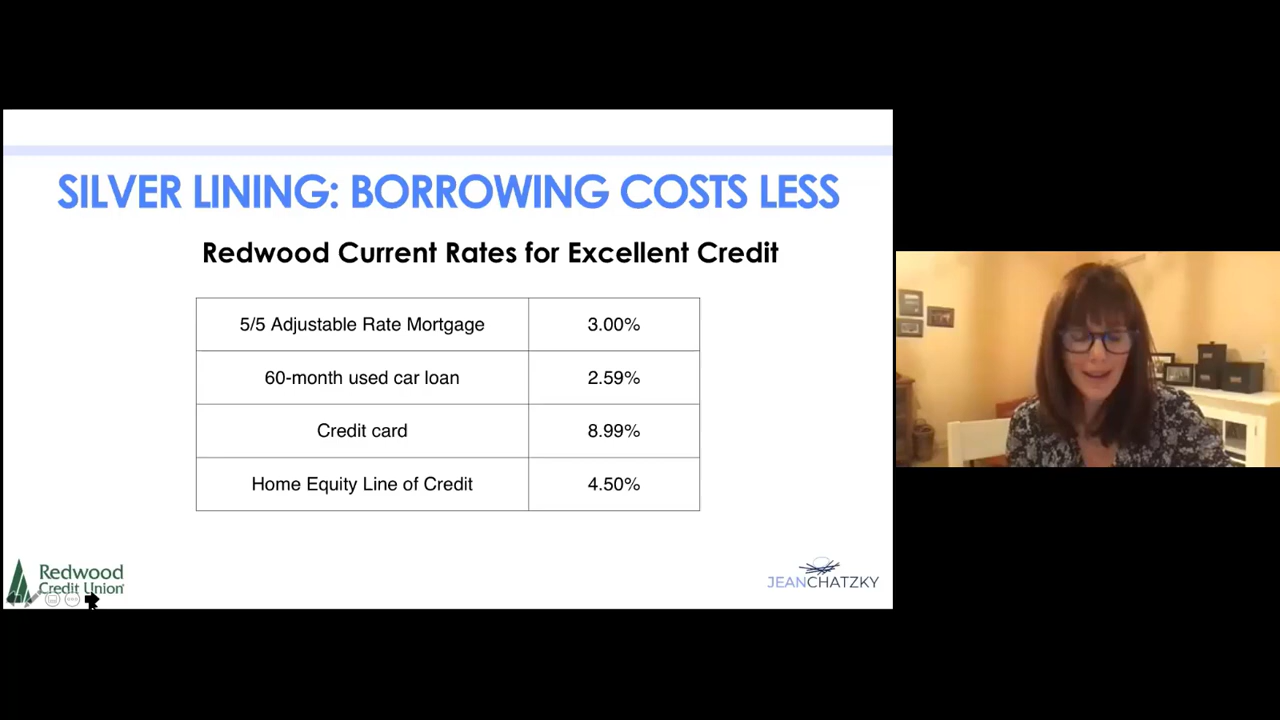 SILVER LINING: BORROWING COSTS LESS
Redwood Current Rates for Excellent Credit
5/5 Adjustable Rate Mortgage 3.00%
60-month used car loan 2.59%
Credit card 8.99%
Home Equity Line of Credit 4.50%
Redwood
Credit Union
JEANCHATZKY